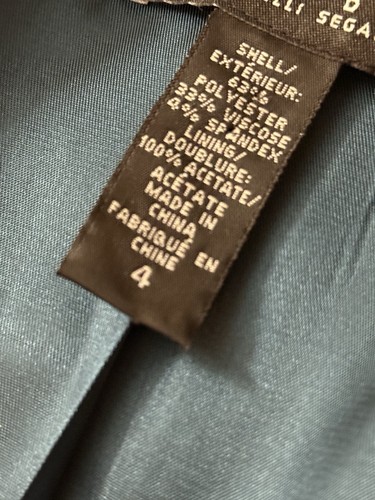 SHELL/
EXTÉRIEUR:
63%
POLYESTER
33% VISCOSE
4% SPANDEX
LINING/
DOUBLURE:
100% ACETATE/
ACÉTATE
MADE IN
CHINA
FABRIQUÉ EN
CHINE
4